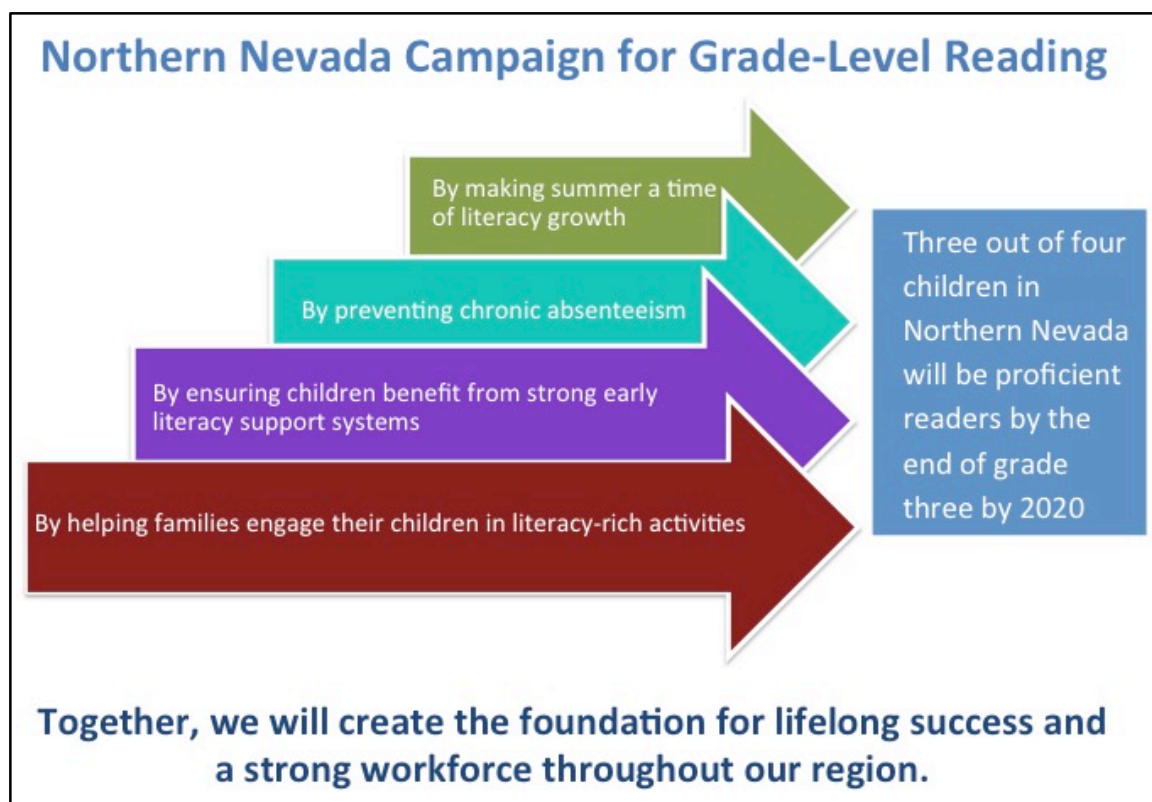 Northern Nevada Campaign for Grade-Level Reading
By making summer a time
of literacy growth
By preventing chronic absenteeism
By ensuring children benefit from strong early
literacy support systems
By helping families engage their children in literacy-rich activities
Three out of four
children in
Northern Nevada
will be proficient
readers by the
end of grade
three by 2020
Together, we will create the foundation for lifelong success and
a strong workforce throughout our region.